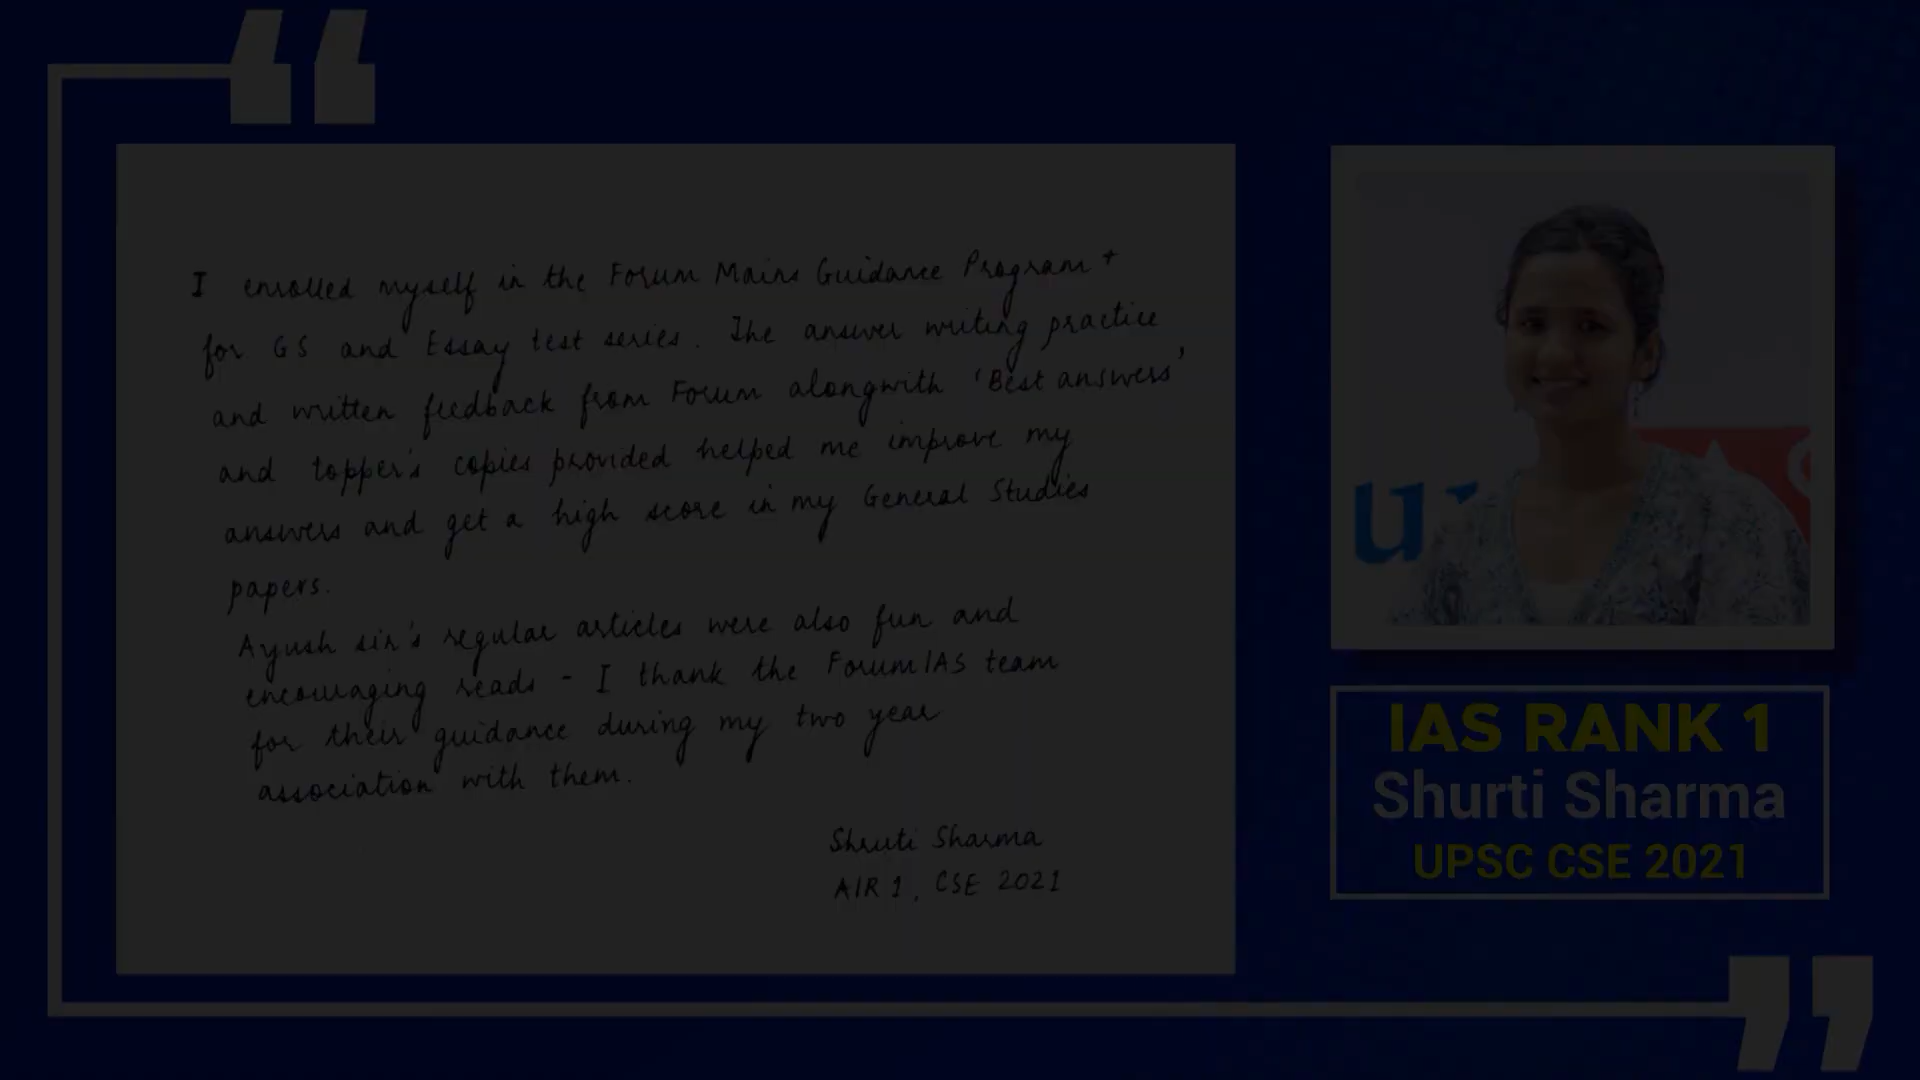 I enrolled myself in the Forum Mains Guidance Program +
for GS and Essay test series. The answer writing practice
and written feedback from Forum alongwith 'Best answers'
and topper's copies provided helped me improve my
answers and get a high score in my General Studies
papers.
Ayush sir's regular articles were also fun and
encouraging reads - I thank the ForumIAS team
for their guidance during my two year
association with them.
Shruti Sharma
AIR 1, CSE 2021
u
IAS RANK 1
Shurti Sharma
UPSC CSE 2021